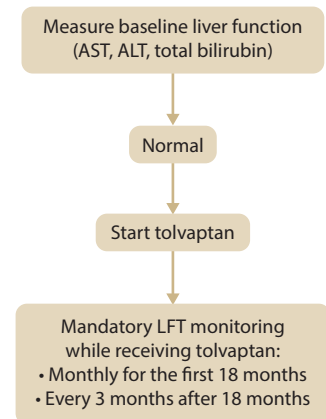 Measure baseline liver function
(AST, ALT, total bilirubin)
Normal
Start tolvaptan
Mandatory LFT monitoring
while receiving tolvaptan:
• Monthly for the first 18 months
• Every 3 months after 18 months